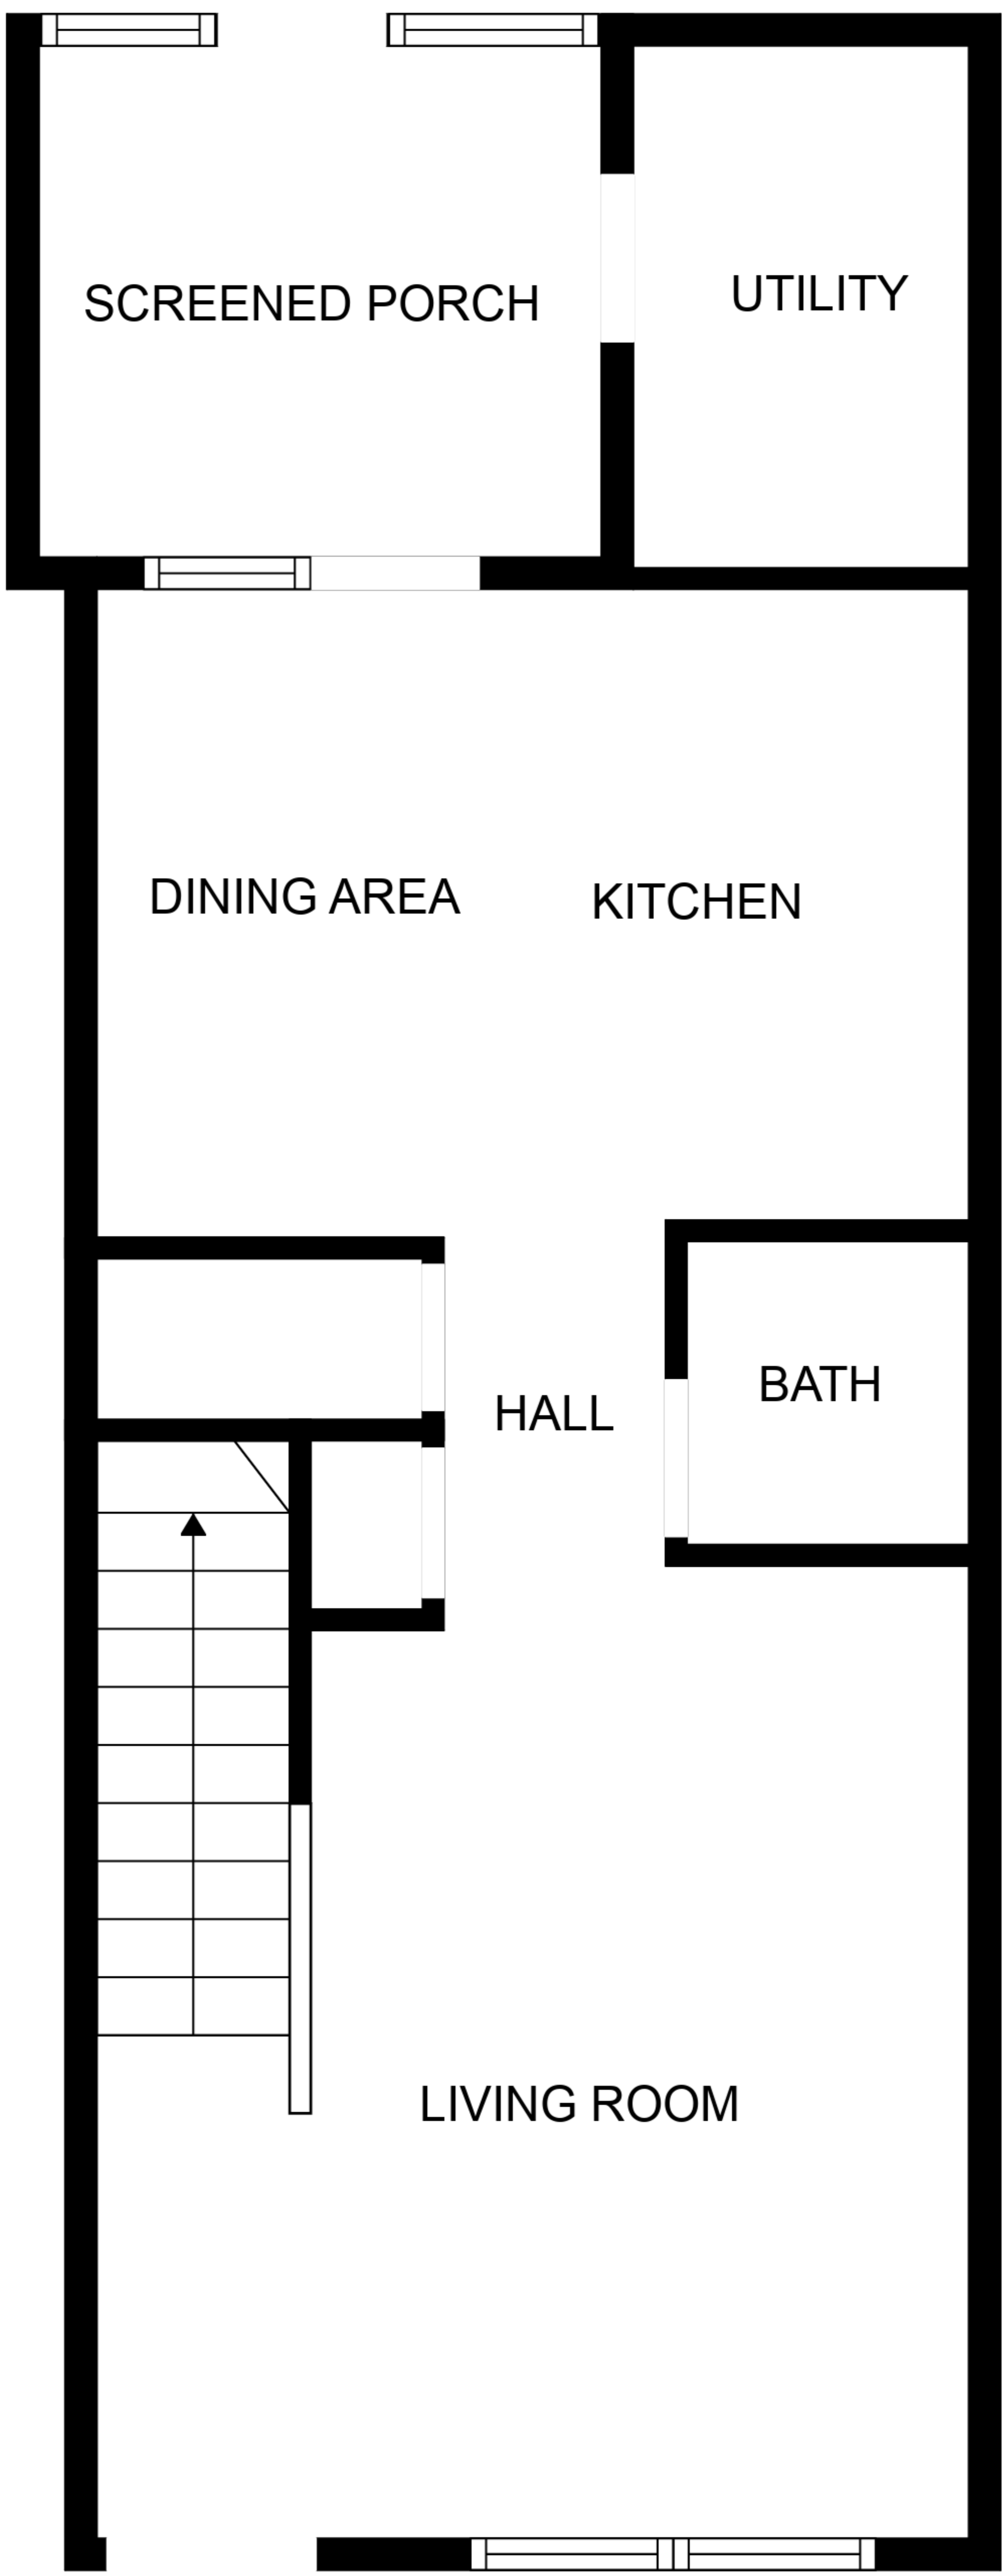 SCREENED PORCH
UTILITY
DINING AREA
KITCHEN
BATH
HALL
LIVING ROOM